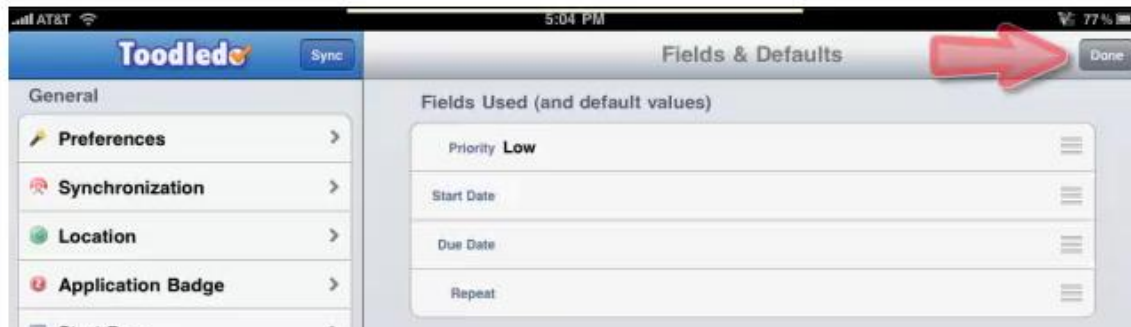 AT&T 5:04 PM 77%
Toodledo Sync Fields & Defaults Done
General
Preferences
Synchronization
Location
Application Badge
Fields Used (and default values)
Priority Low
Start Date
Due Date
Repeat